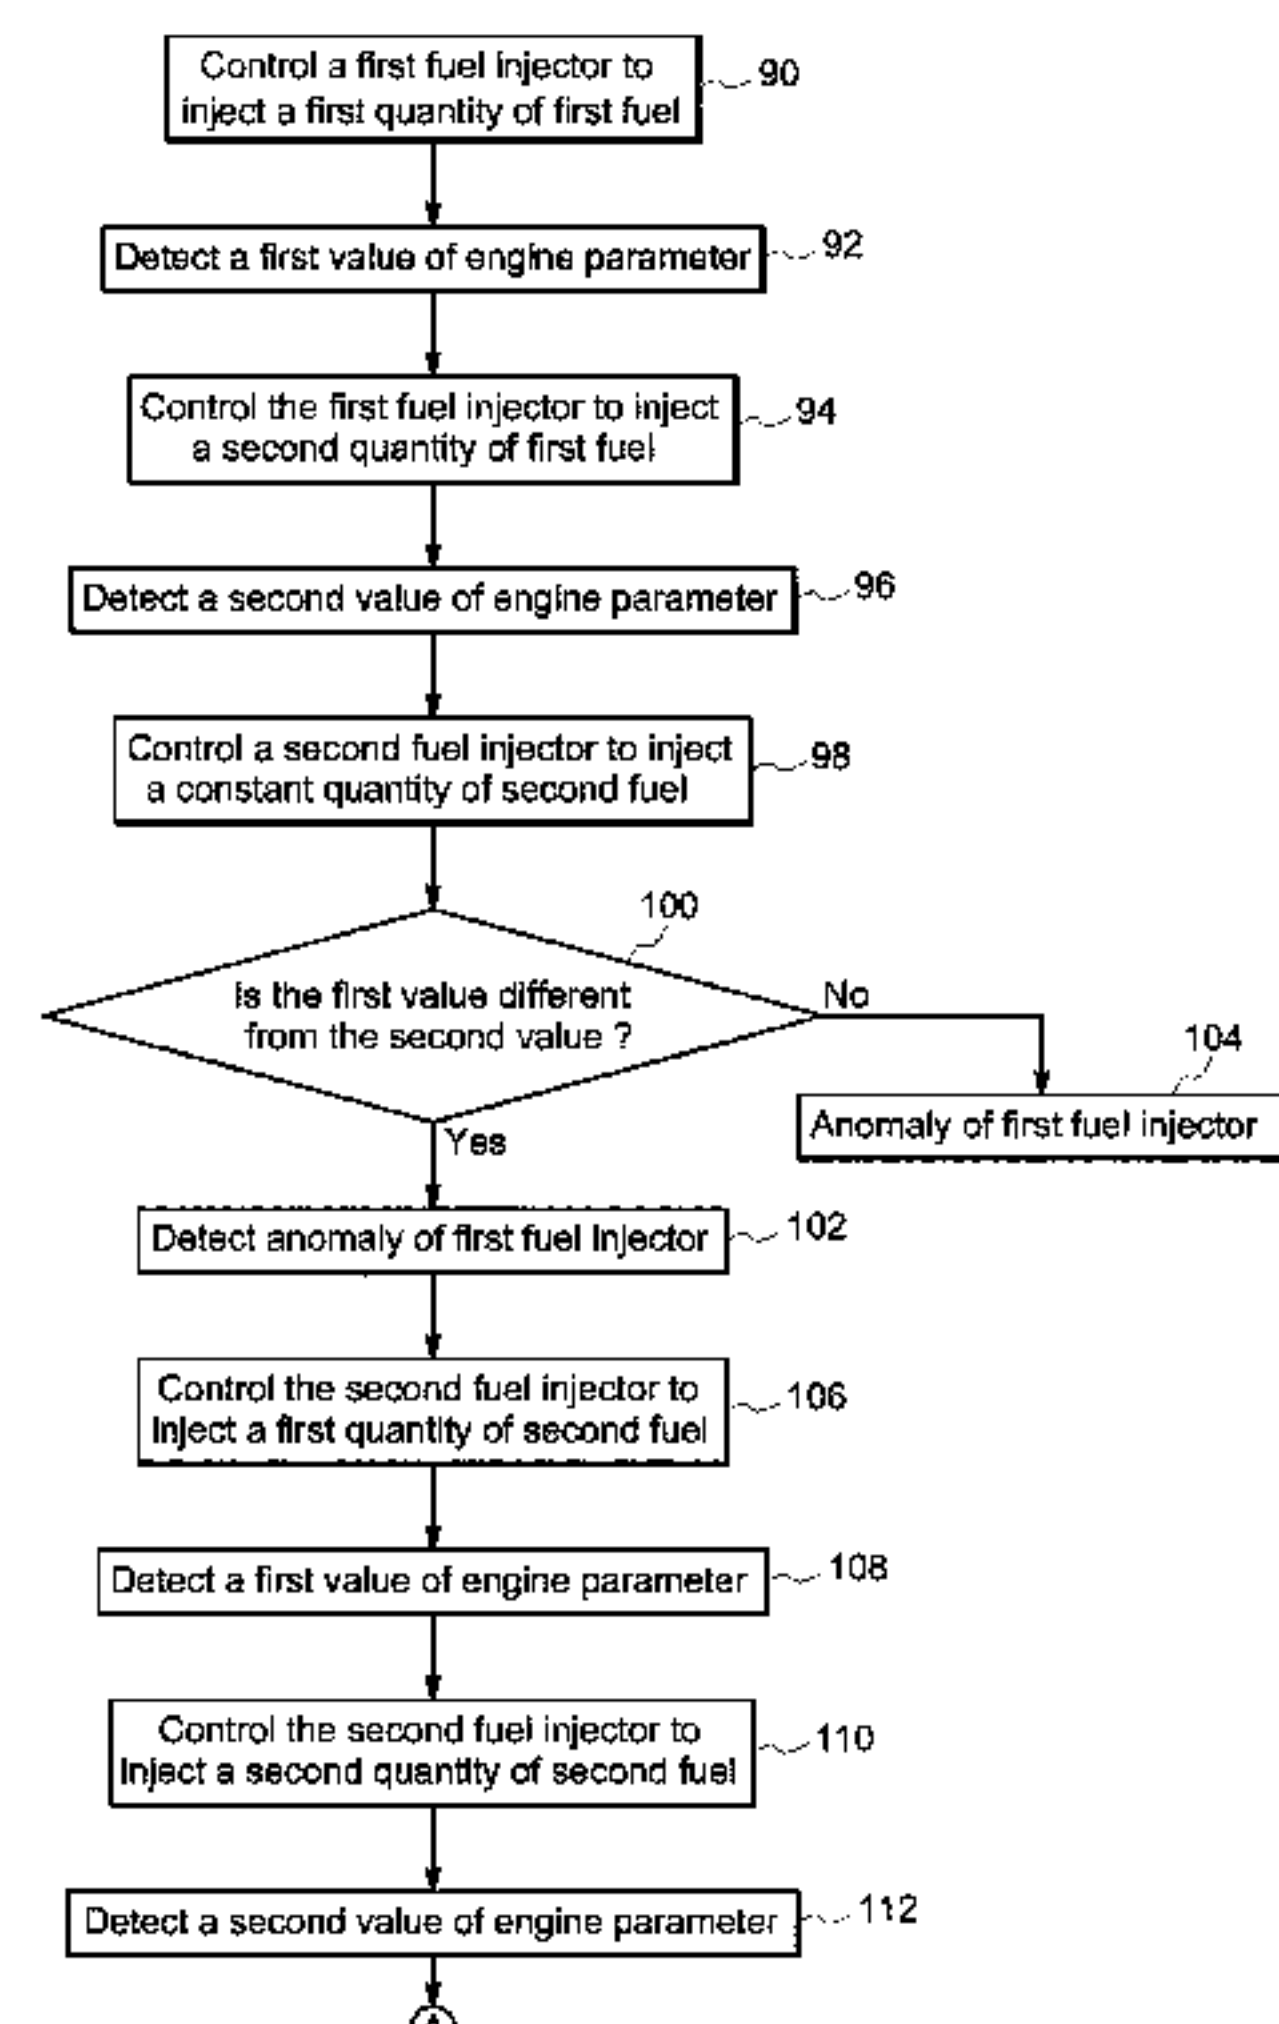 Control a first fuel injector to
inject a first quantity of first fuel
90
Detect a first value of engine parameter
92
Control the first fuel injector to inject
a second quantity of first fuel
94
Detect a second value of engine parameter
96
Control a second fuel injector to inject
a constant quantity of second fuel
98
100
Is the first value different
from the second value ?
No
104
Anomaly of first fuel injector
Yes
Detect anomaly of first fuel Injector
102
Control the second fuel injector to
Inject a first quantity of second fuel
106
Detect a first value of engine parameter
108
Control the second fuel injector to
Inject a second quantity of second fuel
110
Detect a second value of engine parameter
112